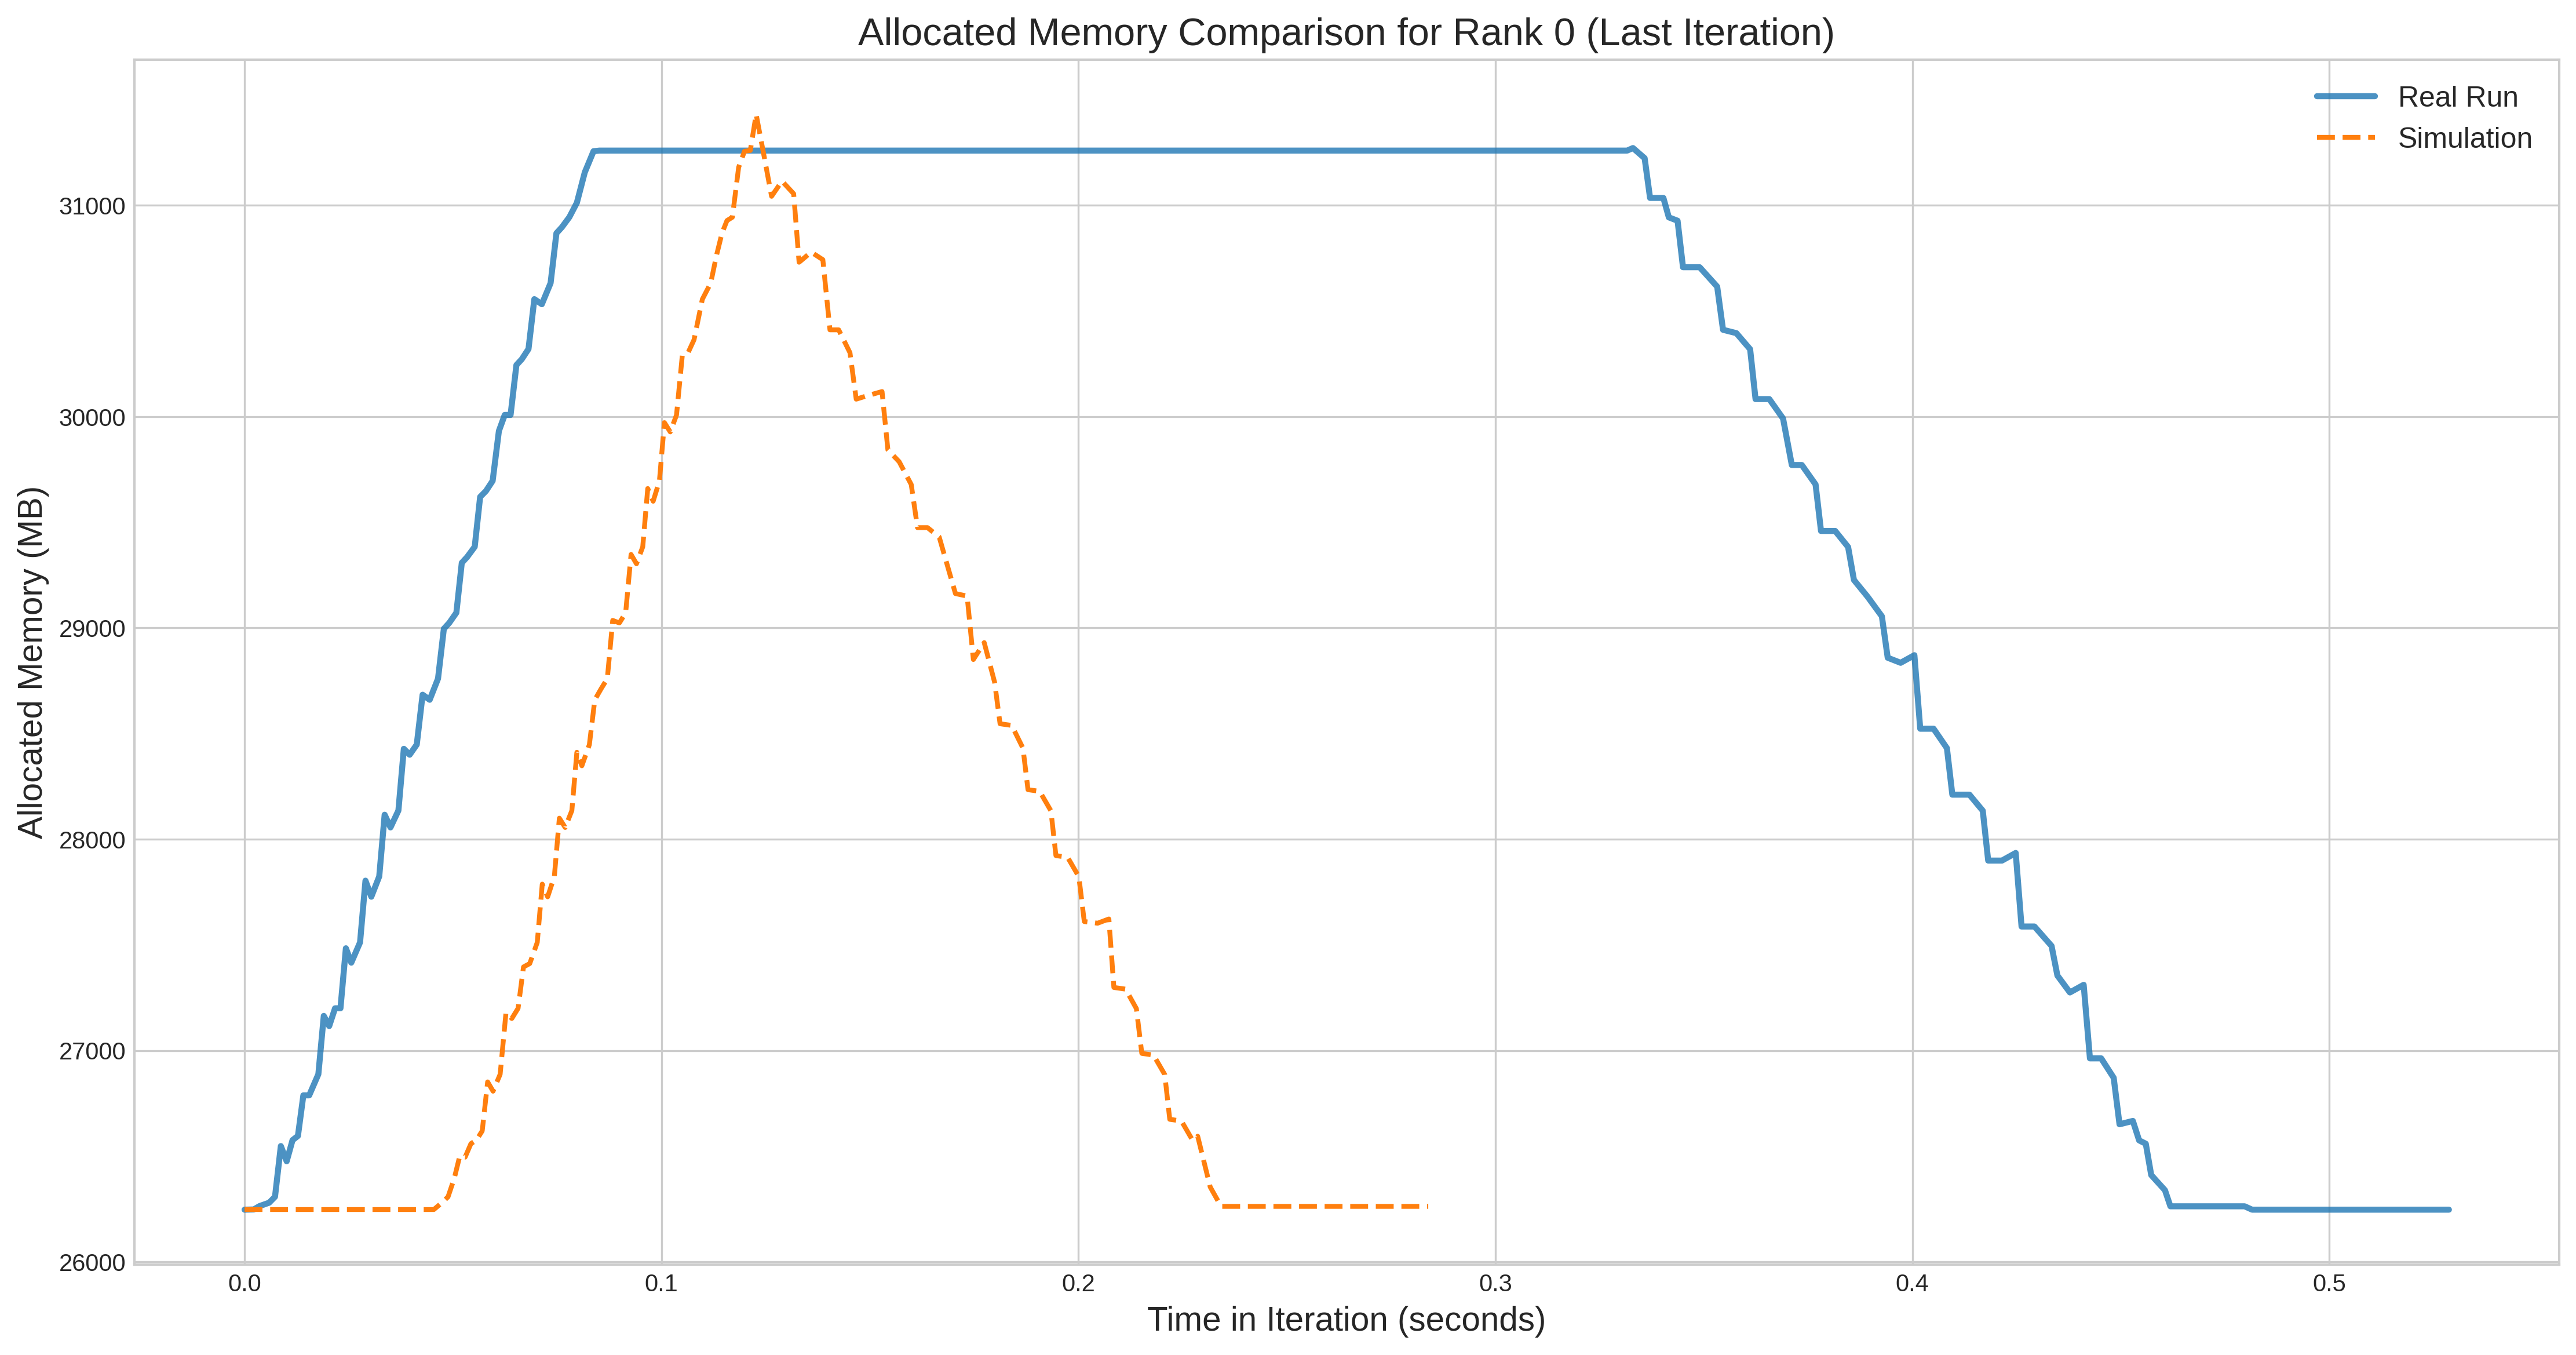 Allocated Memory Comparison for Rank 0 (Last Iteration)
Real Run
Simulation
Allocated Memory (MB)
31000
30000
29000
28000
27000
26000
0.0 0.1 0.2 0.3 0.4 0.5
Time in Iteration (seconds)